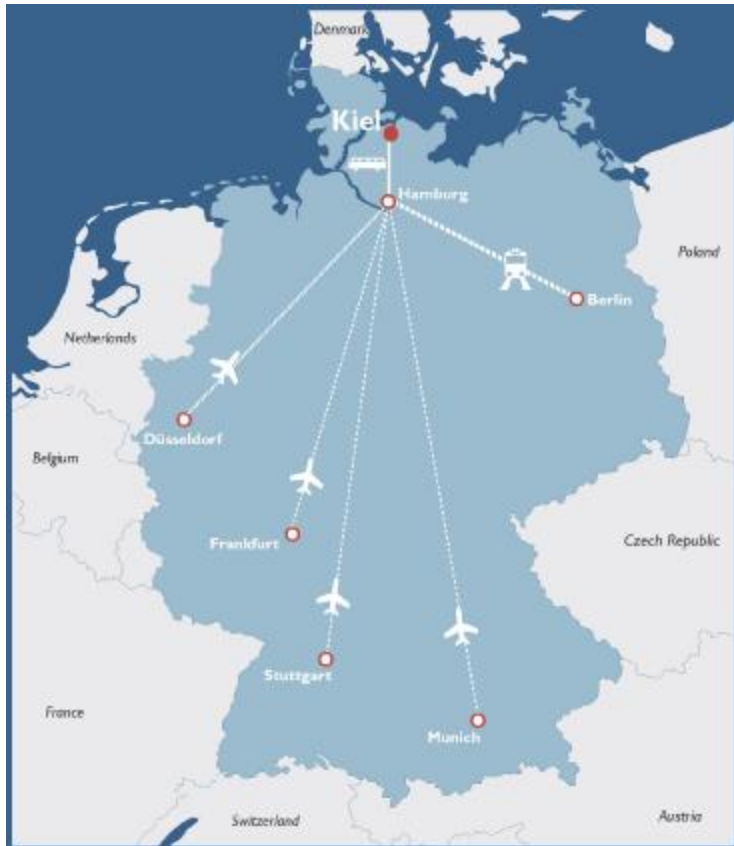 Denmark
Kiel
Hamburg
Poland
Berlin
Netherlands
Düsseldorf
Belgium
Frankfurt
Czech Republic
Stuttgart
France
Munich
Switzerland
Austria